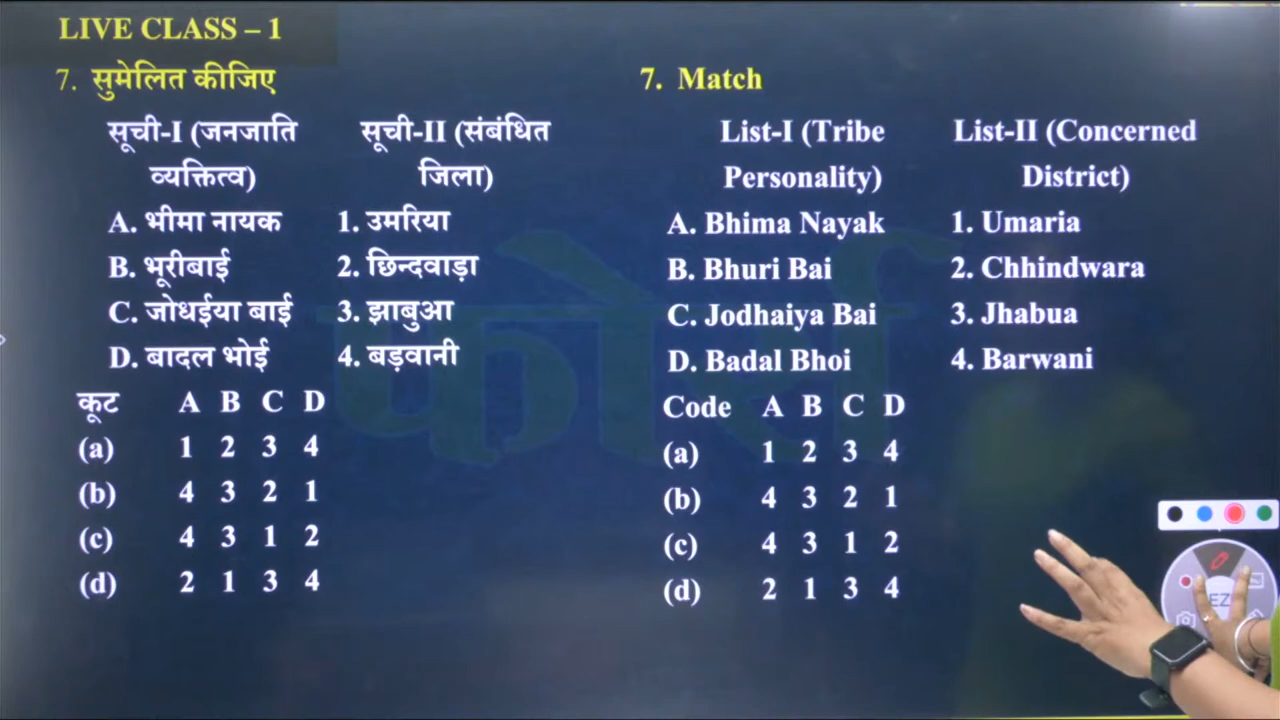 LIVE CLASS – 1
7. सुमेलित कीजिए
सूची-I (जनजाति सूची-II (संबंधित
व्यक्तित्व) जिला)
A. भीमा नायक 1. उमरिया
B. भूरीबाई 2. छिन्दवाड़ा
C. जोधईया बाई 3. झाबुआ
D. बादल भोई 4. बड़वानी
कूट A B C D
(a) 1 2 3 4
(b) 4 3 2 1
(c) 4 3 1 2
(d) 2 1 3 4
7. Match
List-I (Tribe List-II (Concerned
Personality) District)
A. Bhima Nayak 1. Umaria
B. Bhuri Bai 2. Chhindwara
C. Jodhaiya Bai 3. Jhabua
D. Badal Bhoi 4. Barwani
Code A B C D
(a) 1 2 3 4
(b) 4 3 2 1
(c) 4 3 1 2
(d) 2 1 3 4
फोर्स
EZ